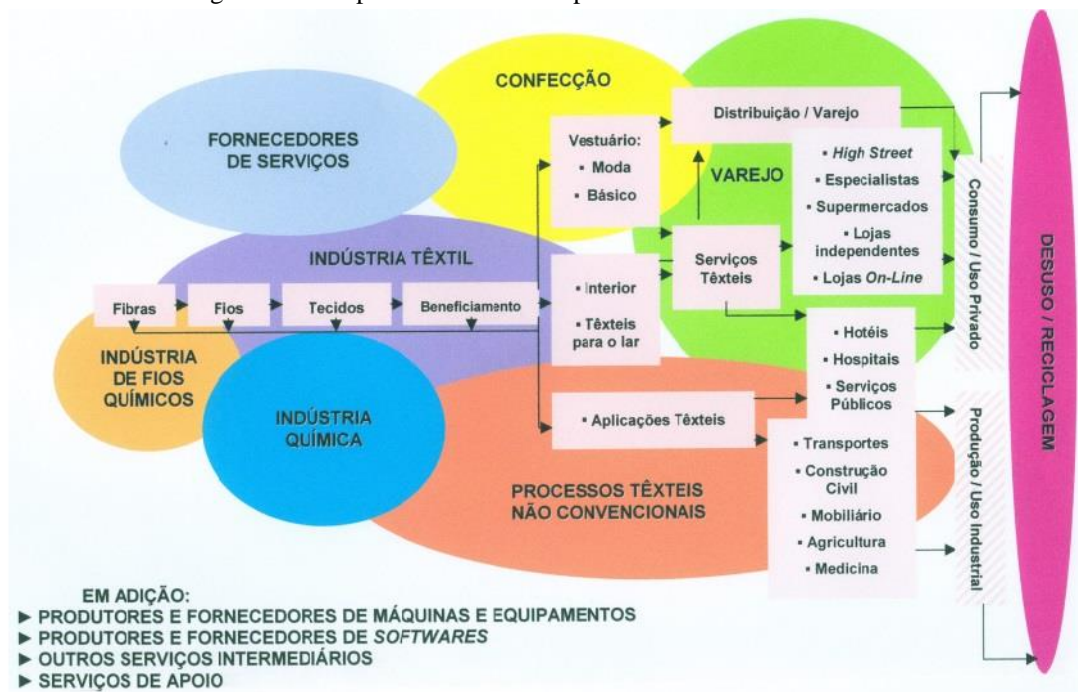 CONFECÇÃO
FORNECEDORES
DE SERVIÇOS
Vestuário:
▪ Moda
▪ Básico
Distribuição / Varejo
VAREJO
▪ High Street
▪ Especialistas
▪ Supermercados
▪ Lojas
independentes
▪ Lojas On-Line
INDÚSTRIA TÊXTIL
Fibras
Fios
Tecidos
Beneficiamento
▪ Interior
▪ Têxteis
para o lar
Serviços
Têxteis
INDÚSTRIA
DE FIOS
QUÍMICOS
INDÚSTRIA
QUÍMICA
▪ Aplicações Têxteis
▪ Hotéis
▪ Hospitais
▪ Serviços
Públicos
PROCESSOS TÊXTEIS
NÃO CONVENCIONAIS
▪ Transportes
▪ Construção
Civil
▪ Mobiliário
▪ Agricultura
▪ Medicina
Consumo / Uso Privado
Produção / Uso Industrial
DESUSO / RECICLAGEM
EM ADIÇÃO:
► PRODUTORES E FORNECEDORES DE MÁQUINAS E EQUIPAMENTOS
► PRODUTORES E FORNECEDORES DE SOFTWARES
► OUTROS SERVIÇOS INTERMEDIÁRIOS
► SERVIÇOS DE APOIO